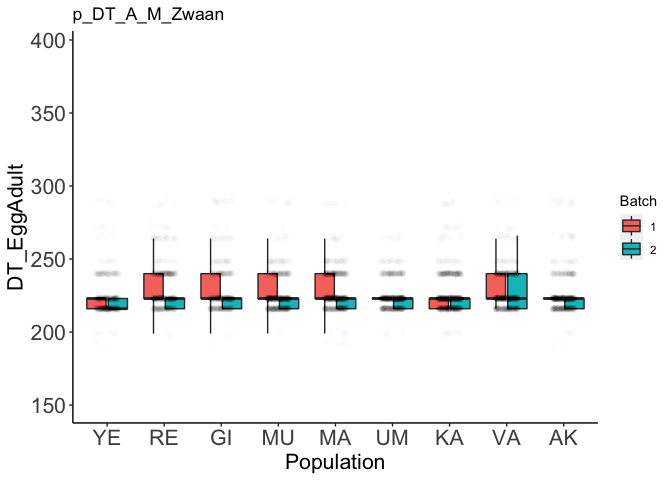 p_DT_A_M_Zwaan
400
350
300
250
200
150
DT_EggAdult
YE RE GI MU MA UM KA VA AK
Population
Batch
1
2